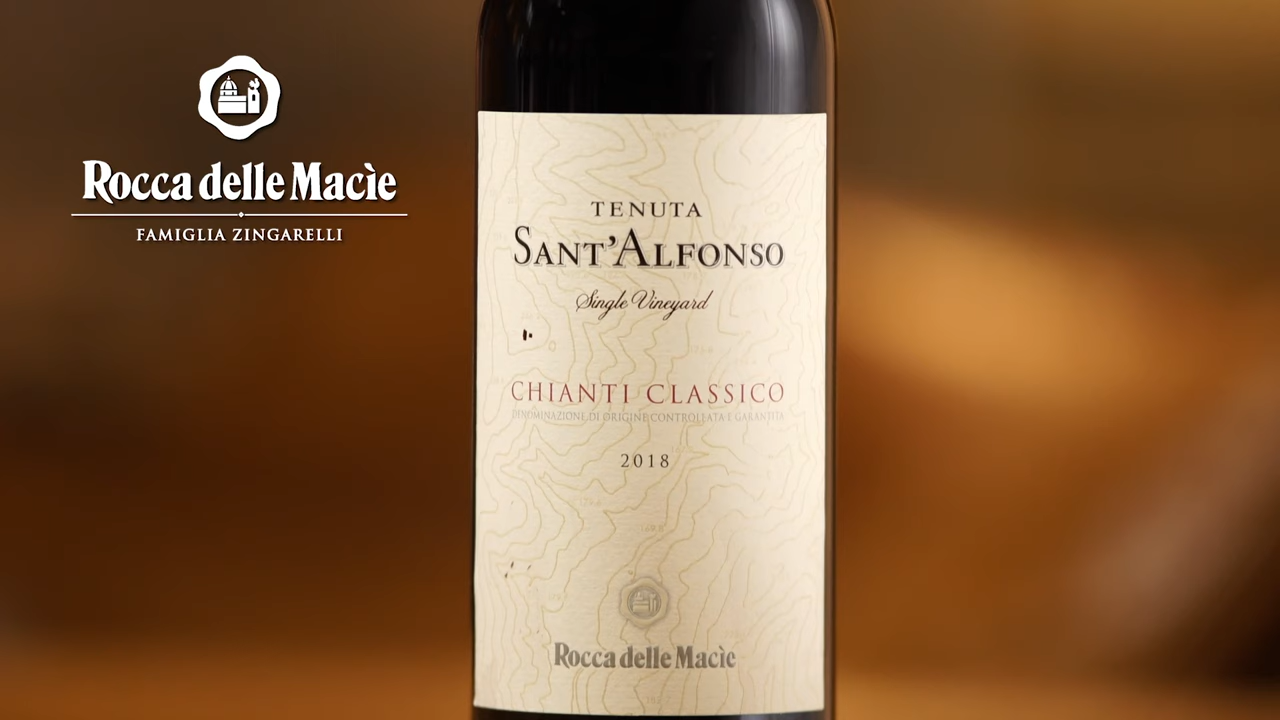 Rocca delle Macìe
FAMIGLIA ZINGARELLI
TENUTA
SANT'ALFONSO
Single Vineyard
CHIANTI CLASSICO
DENOMINAZIONE DI ORIGINE CONTROLLATA E GARANTITA
2018
Rocca delle Macìe